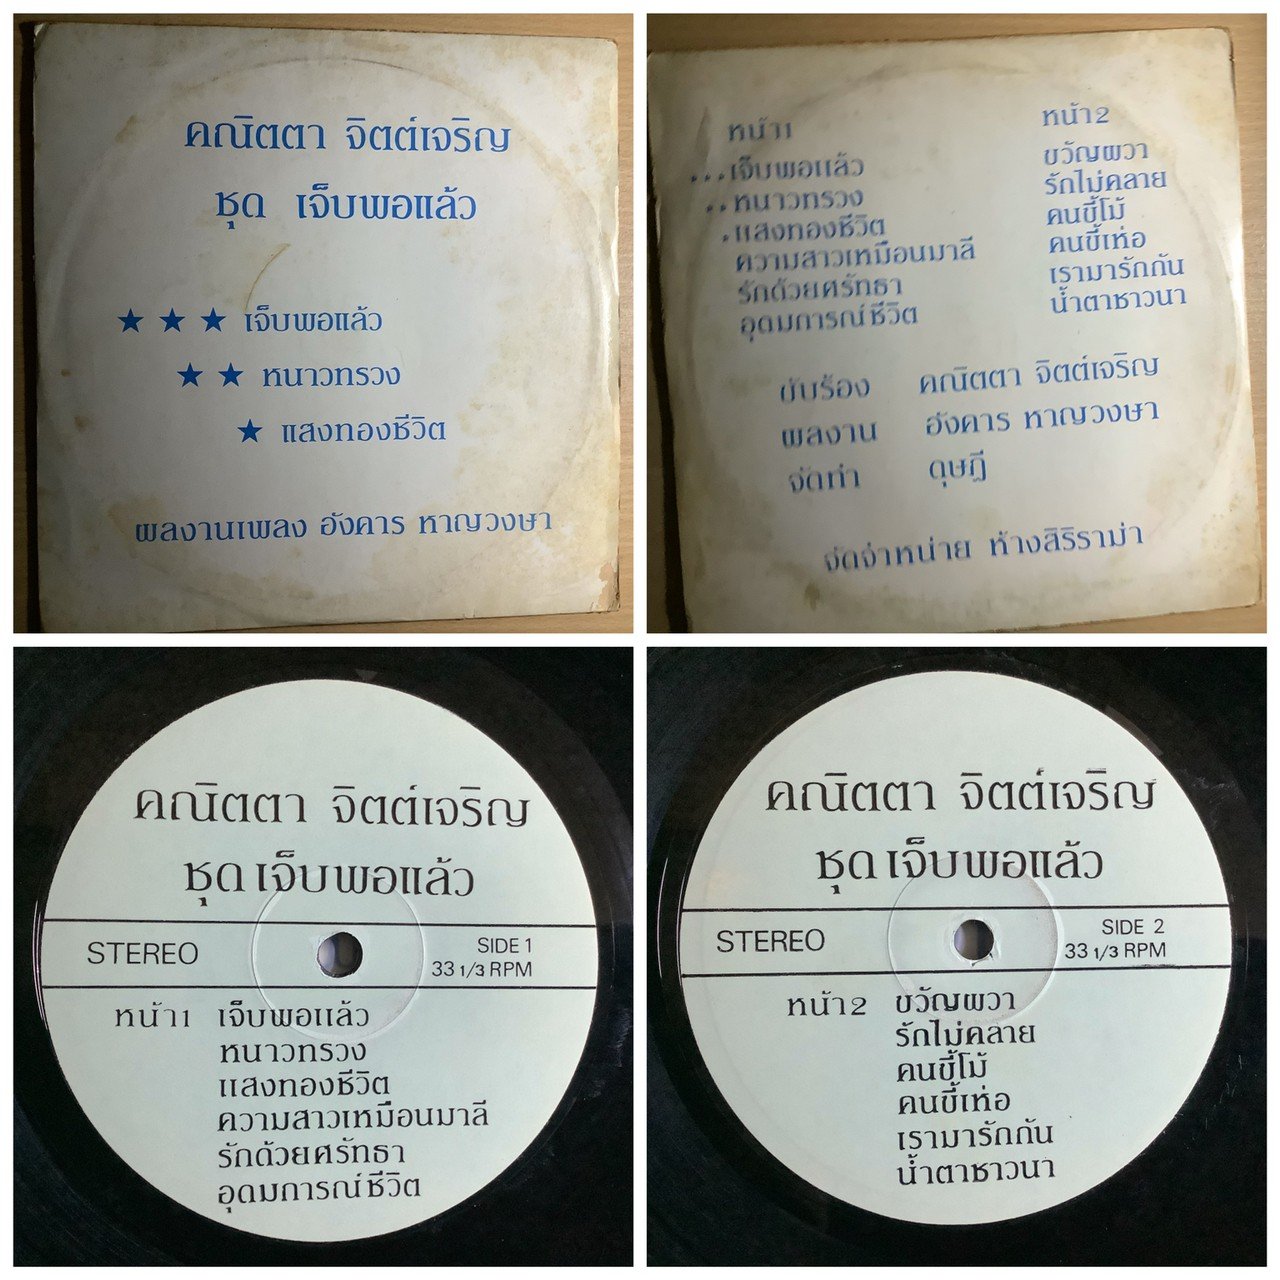 คณิตตา จิตต์เจริญ
ชุด เจ็บพอแล้ว
★ ★ ★ เจ็บพอแล้ว
★ ★ หนาวทรวง
★ แสงทองชีวิต
ผลงานเพลง อังคาร หาญวงษา
หน้า1
...เจ็บพอแล้ว
..หนาวทรวง
.แสงทองชีวิต
ความสาวเหมือนมาลี
รักด้วยศรัทธา
อุดมการณ์ชีวิต
หน้า2
ขวัญผวา
รักไม่คลาย
คนขี้โม้
คนขี้เห่อ
เรามารักกัน
น้ำตาชาวนา
ขับร้อง คณิตตา จิตต์เจริญ
ผลงาน อังคาร หาญวงษา
จัดทำ ดุษฎี
จัดจำหน่าย ห้างสิริราม่า
คณิตตา จิตต์เจริญ
ชุด เจ็บพอแล้ว
STEREO
SIDE 1
33 1/3 RPM
หน้า1 เจ็บพอแล้ว
หนาวทรวง
แสงทองชีวิต
ความสาวเหมือนมาลี
รักด้วยศรัทธา
อุดมการณ์ชีวิต
คณิตตา จิตต์เจริญ
ชุด เจ็บพอแล้ว
STEREO
SIDE 2
33 1/3 RPM
หน้า2 ขวัญผวา
รักไม่คลาย
คนขี้โม้
คนขี้เห่อ
เรามารักกัน
น้ำตาชาวนา